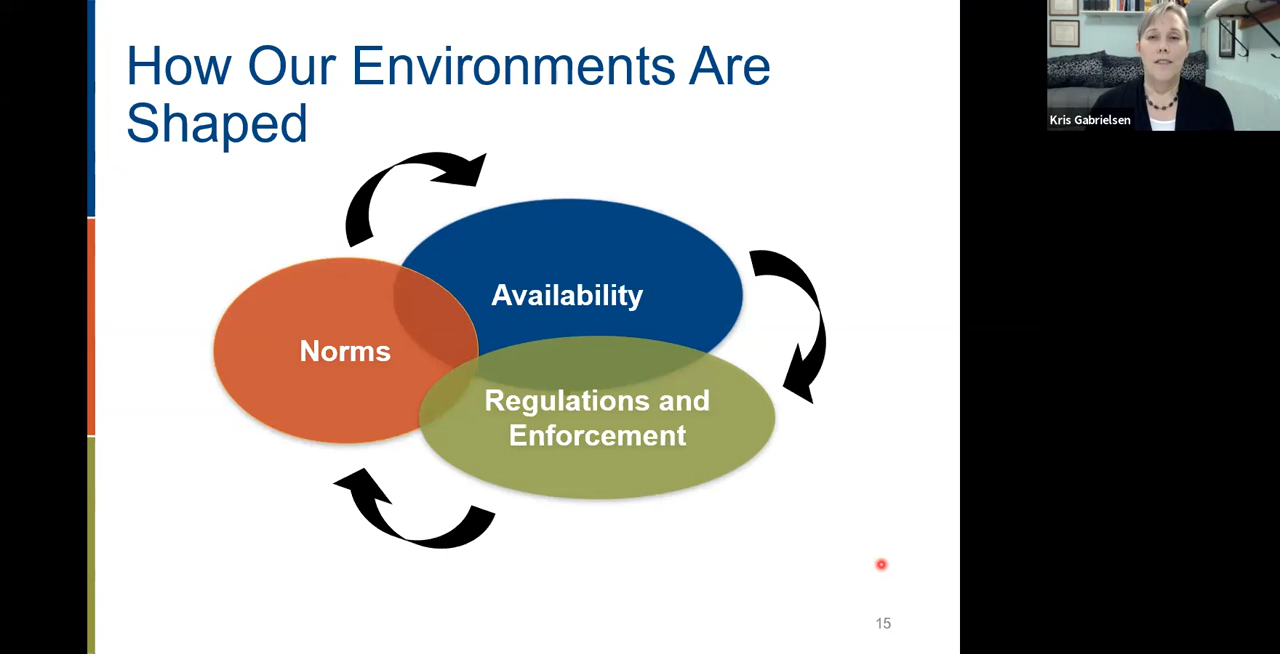 How Our Environments Are
Shaped
Availability
Norms
Regulations and
Enforcement
15
Kris Gabrielsen